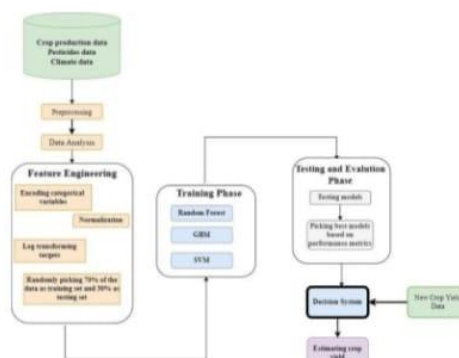 Crop production data
Pesticides data
Climate data
Preprocessing
Data Analysis
Feature Engineering
Encoding categorical
variables
Normalization
Log transforming
targets
Randomly picking 70% of the
data as training set and 30% as
testing set
Training Phase
Random Forest
GBM
SVM
Testing and Evalution
Phase
Testing models
Picking best models
based on
performance metrics
Decision System
New Crop Yield
Data
Estimating crop
yield